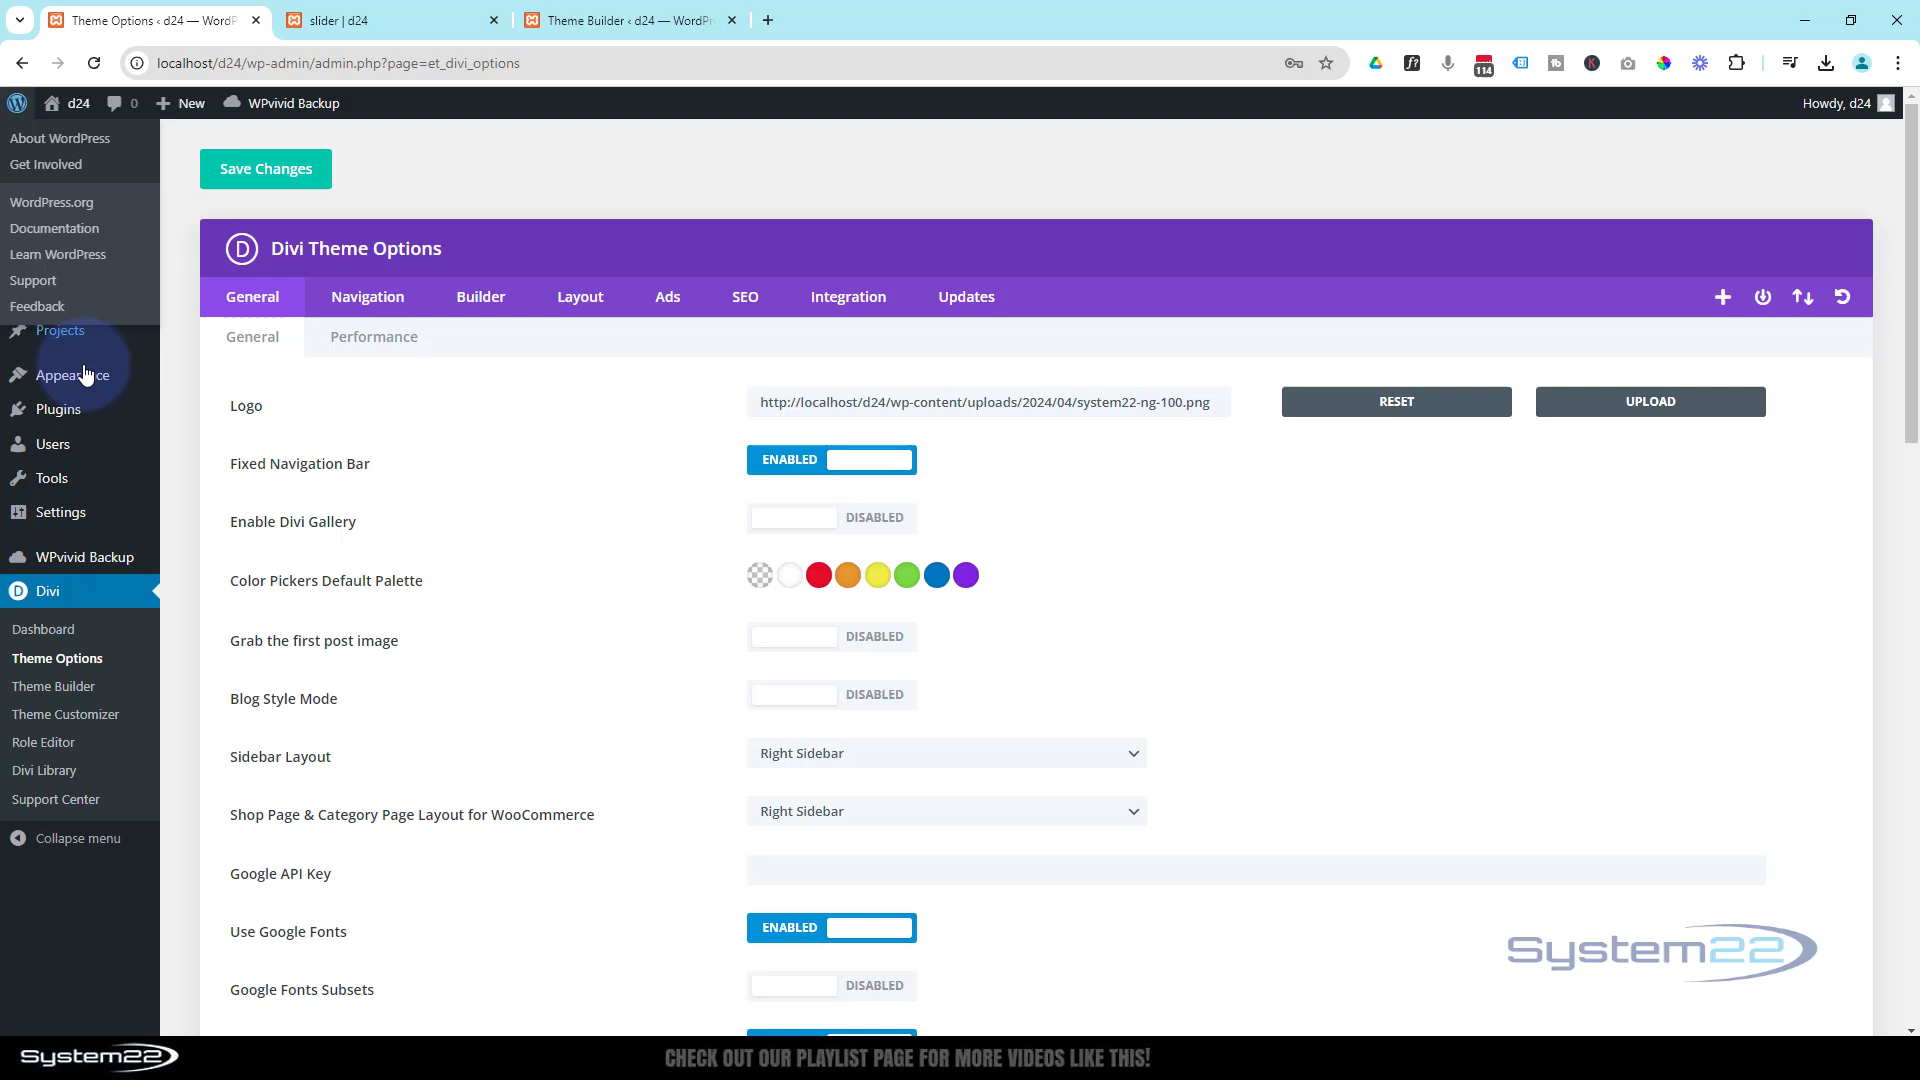 Theme Options ‹ d24 — WordP
slider | d24
Theme Builder ‹ d24 — WordPr
localhost/d24/wp-admin/admin.php?page=et_divi_options
114
d24
0
New
WPvivid Backup
Howdy, d24
About WordPress
Get Involved
WordPress.org
Documentation
Learn WordPress
Support
Feedback
Projects
Appearance
Plugins
Users
Tools
Settings
WPvivid Backup
D Divi
Dashboard
Theme Options
Theme Builder
Theme Customizer
Role Editor
Divi Library
Support Center
Collapse menu
Save Changes
D Divi Theme Options
General Navigation Builder Layout Ads SEO Integration Updates
General Performance
Logo
http://localhost/d24/wp-content/uploads/2024/04/system22-ng-100.png
RESET
UPLOAD
Fixed Navigation Bar
ENABLED
Enable Divi Gallery
DISABLED
Color Pickers Default Palette
Grab the first post image
DISABLED
Blog Style Mode
DISABLED
Sidebar Layout
Right Sidebar
Shop Page & Category Page Layout for WooCommerce
Right Sidebar
Google API Key
Use Google Fonts
ENABLED
Google Fonts Subsets
DISABLED
System22
System22
CHECK OUT OUR PLAYLIST PAGE FOR MORE VIDEOS LIKE THIS!